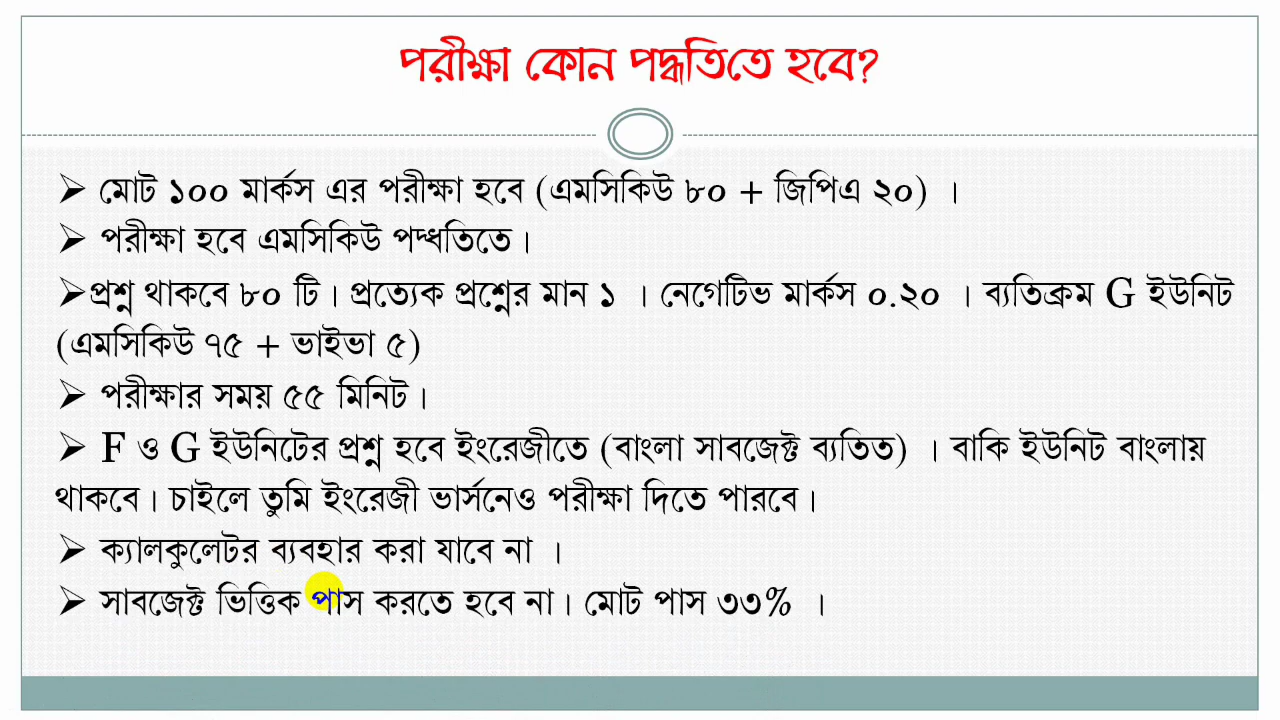 পরীক্ষা কোন পদ্ধতিতে হবে?
➢ মোট ১০০ মার্কস এর পরীক্ষা হবে (এমসিকিউ ৮০ + জিপিএ ২০) ।
➢ পরীক্ষা হবে এমসিকিউ পদ্ধতিতে।
➢প্রশ্ন থাকবে ৮০ টি। প্রত্যেক প্রশ্নের মান ১ । নেগেটিভ মার্কস ০.২০ । ব্যতিক্রম G ইউনিট
(এমসিকিউ ৭৫ + ভাইভা ৫)
➢ পরীক্ষার সময় ৫৫ মিনিট।
➢ F ও G ইউনিটের প্রশ্ন হবে ইংরেজীতে (বাংলা সাবজেক্ট ব্যতিত) । বাকি ইউনিট বাংলায়
থাকবে। চাইলে তুমি ইংরেজী ভার্সনেও পরীক্ষা দিতে পারবে।
➢ ক্যালকুলেটর ব্যবহার করা যাবে না ।
➢ সাবজেক্ট ভিত্তিক পাস করতে হবে না। মোট পাস ৩৩% ।